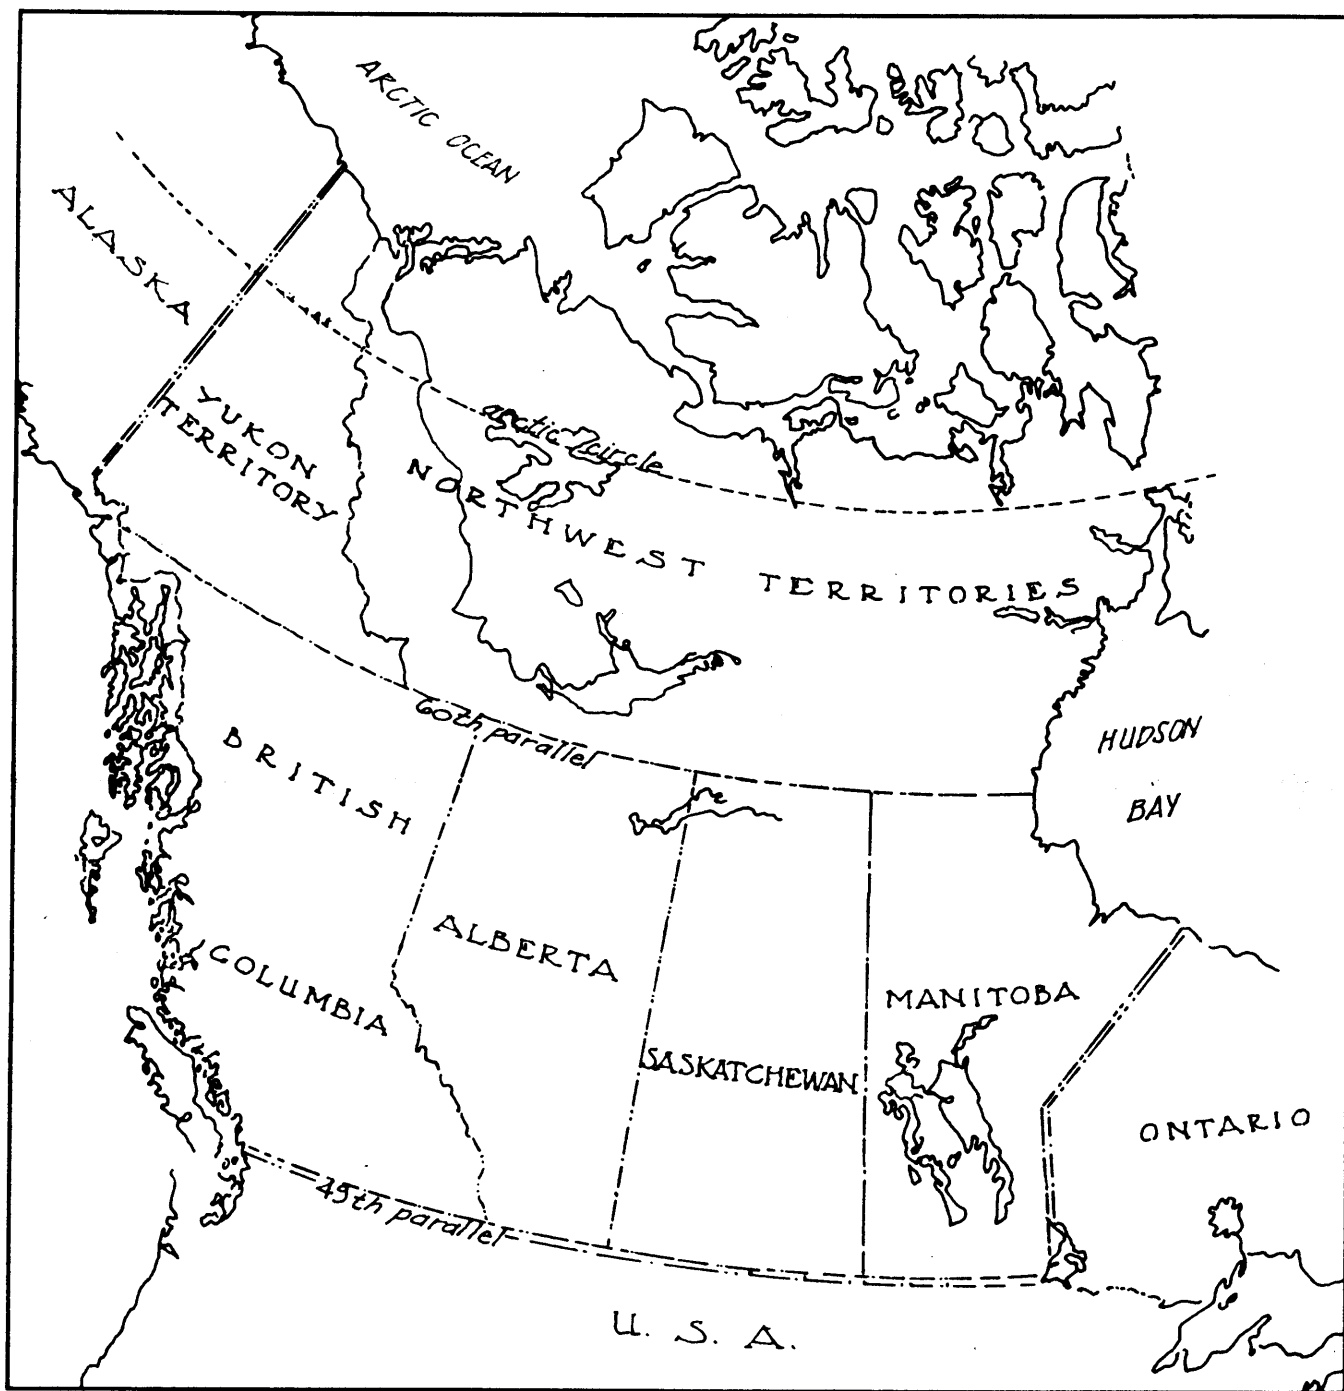 ARCTIC OCEAN
ALASKA
YUKON
TERRITORY
arctic circle
NORTHWEST TERRITORIES
60th parallel
HUDSON
BAY
BRITISH
COLUMBIA
ALBERTA
SASKATCHEWAN
MANITOBA
ONTARIO
49th parallel
U. S. A.